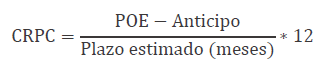 CRPC = POE − Anticipo / Plazo estimado (meses) * 12